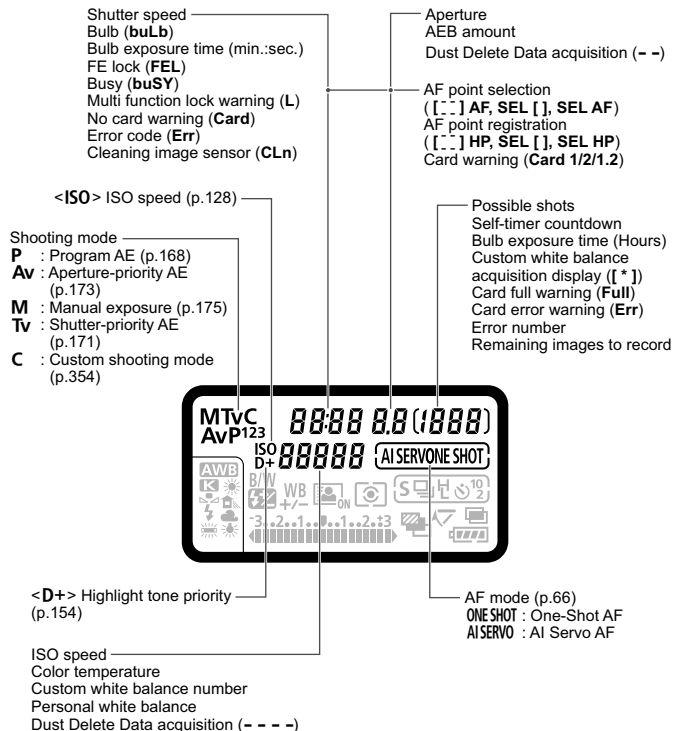 Shutter speed
Bulb (buLb)
Bulb exposure time (min.:sec.)
FE lock (FEL)
Busy (buSY)
Multi function lock warning (L)
No card warning (Card)
Error code (Err)
Cleaning image sensor (CLn)
Aperture
AEB amount
Dust Delete Data acquisition (- -)
AF point selection
([ ] AF, SEL [ ], SEL AF)
AF point registration
([ ] HP, SEL [ ], SEL HP)
Card warning (Card 1/2/1.2)
<ISO> ISO speed (p.128)
Possible shots
Self-timer countdown
Bulb exposure time (Hours)
Custom white balance
acquisition display ([ * ])
Card full warning (Full)
Card error warning (Err)
Error number
Remaining images to record
Shooting mode
P : Program AE (p.168)
Av : Aperture-priority AE
(p.173)
M : Manual exposure (p.175)
Tv : Shutter-priority AE
(p.171)
C : Custom shooting mode
(p.354)
MTvC 88:88 8.8 (1888)
AvP123
ISO
D+ 88888 AI SERVONE SHOT
AWB
K
B/W
WB
+/-
ON
S
H
L
10
2
-3..2..1..0..1..2.+3
<D+> Highlight tone priority
(p.154)
AF mode (p.66)
ONE SHOT : One-Shot AF
AI SERVO : AI Servo AF
ISO speed
Color temperature
Custom white balance number
Personal white balance
Dust Delete Data acquisition (- - - -)